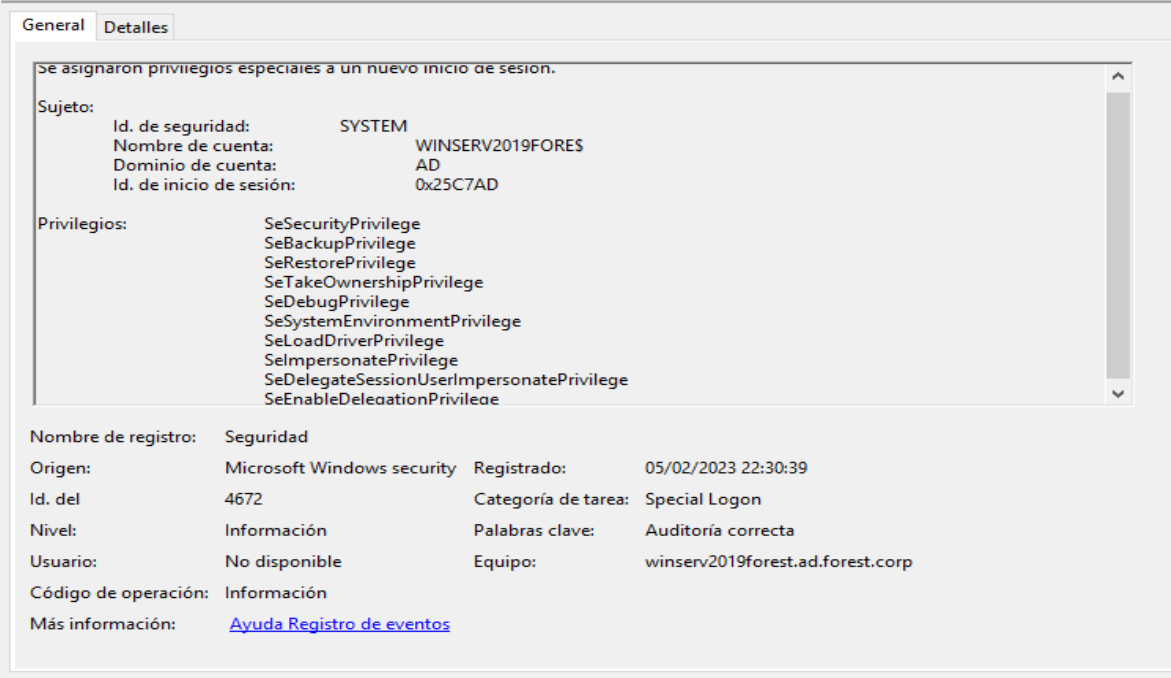 General Detalles
Se asignaron privilegios especiales a un nuevo inicio de sesión.
Sujeto:
Id. de seguridad: SYSTEM
Nombre de cuenta: WINSERV2019FORE$
Dominio de cuenta: AD
Id. de inicio de sesión: 0x25C7AD
Privilegios: SeSecurityPrivilege
SeBackupPrivilege
SeRestorePrivilege
SeTakeOwnershipPrivilege
SeDebugPrivilege
SeSystemEnvironmentPrivilege
SeLoadDriverPrivilege
SeImpersonatePrivilege
SeDelegateSessionUserImpersonatePrivilege
SeEnableDelegationPrivilege
Nombre de registro: Seguridad
Origen: Microsoft Windows security Registrado: 05/02/2023 22:30:39
Id. del 4672 Categoría de tarea: Special Logon
Nivel: Información Palabras clave: Auditoría correcta
Usuario: No disponible Equipo: winserv2019forest.ad.forest.corp
Código de operación: Información
Más información: Ayuda Registro de eventos